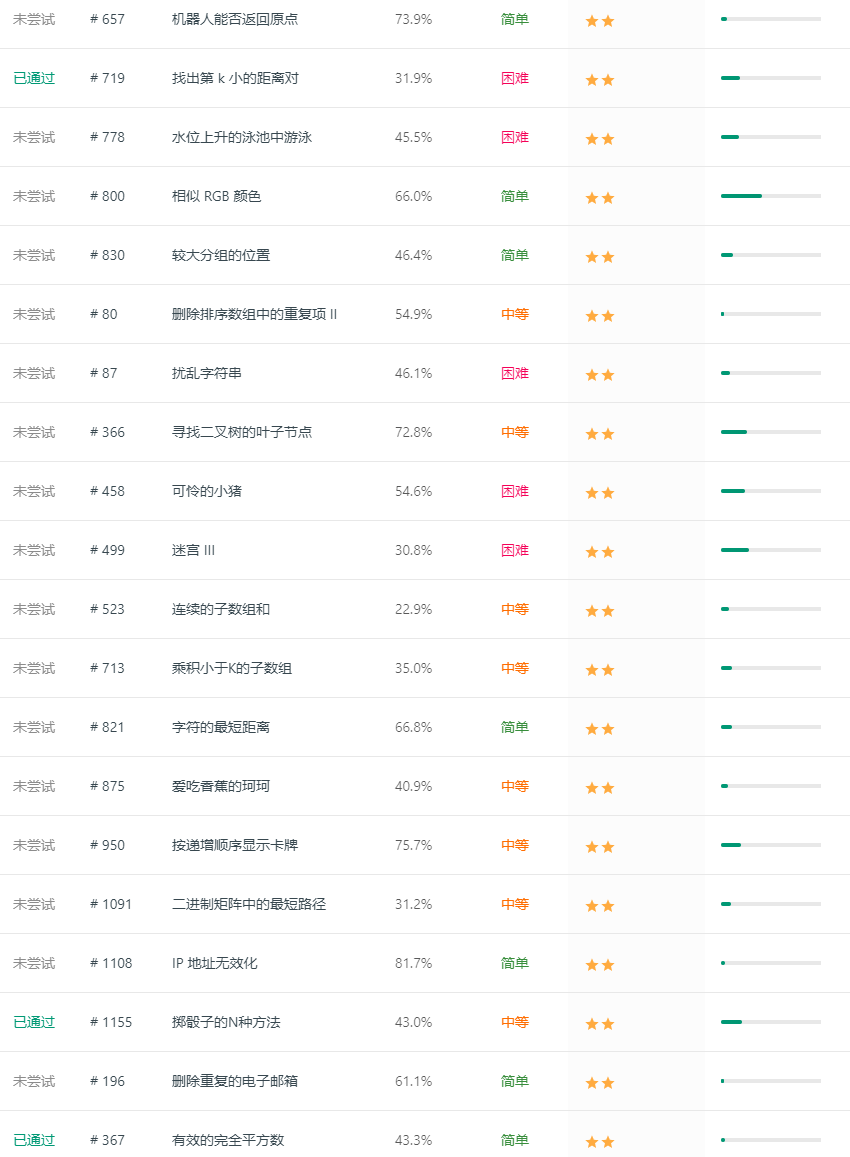 未尝试 # 657 机器人能否返回原点 73.9% 简单
已通过 # 719 找出第 k 小的距离对 31.9% 困难
未尝试 # 778 水位上升的泳池中游泳 45.5% 困难
未尝试 # 800 相似 RGB 颜色 66.0% 简单
未尝试 # 830 较大分组的位置 46.4% 简单
未尝试 # 80 删除排序数组中的重复项 II 54.9% 中等
未尝试 # 87 扰乱字符串 46.1% 困难
未尝试 # 366 寻找二叉树的叶子节点 72.8% 中等
未尝试 # 458 可怜的小猪 54.6% 困难
未尝试 # 499 迷宫 III 30.8% 困难
未尝试 # 523 连续的子数组和 22.9% 中等
未尝试 # 713 乘积小于K的子数组 35.0% 中等
未尝试 # 821 字符的最短距离 66.8% 简单
未尝试 # 875 爱吃香蕉的珂珂 40.9% 中等
未尝试 # 950 按递增顺序显示卡牌 75.7% 中等
未尝试 # 1091 二进制矩阵中的最短路径 31.2% 中等
未尝试 # 1108 IP 地址无效化 81.7% 简单
已通过 # 1155 掷骰子的N种方法 43.0% 中等
未尝试 # 196 删除重复的电子邮箱 61.1% 简单
已通过 # 367 有效的完全平方数 43.3% 简单